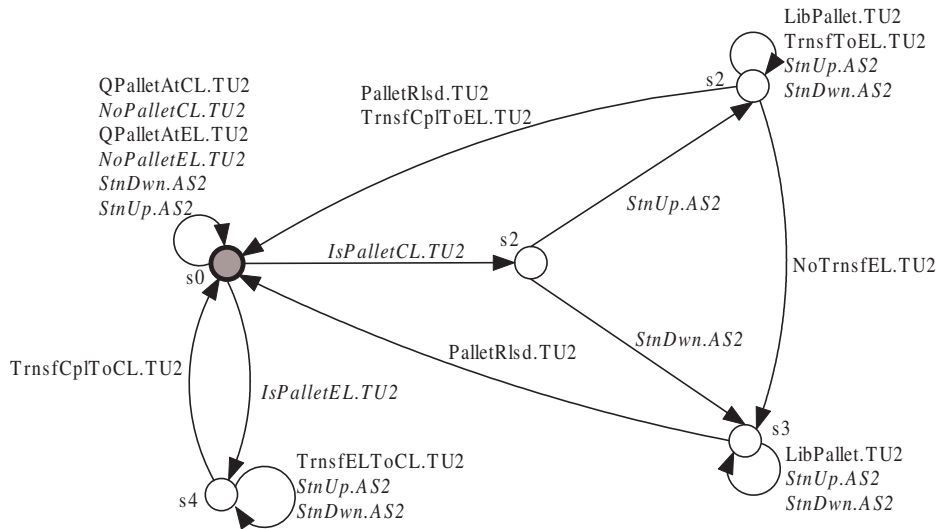 LibPallet.TU2
TrnsfToEL.TU2
StnUp.AS2
StnDwn.AS2
s2
QPalletAtCL.TU2
NoPalletCL.TU2
QPalletAtEL.TU2
NoPalletEL.TU2
StnDwn.AS2
StnUp.AS2
PalletRlsd.TU2
TrnsfCplToEL.TU2
StnUp.AS2
s2
s0
IsPalletCL.TU2
NoTrnsfEL.TU2
StnDwn.AS2
PalletRlsd.TU2
TrnsfCplToCL.TU2
IsPalletEL.TU2
s3
LibPallet.TU2
StnUp.AS2
StnDwn.AS2
s4
TrnsfELToCL.TU2
StnUp.AS2
StnDwn.AS2